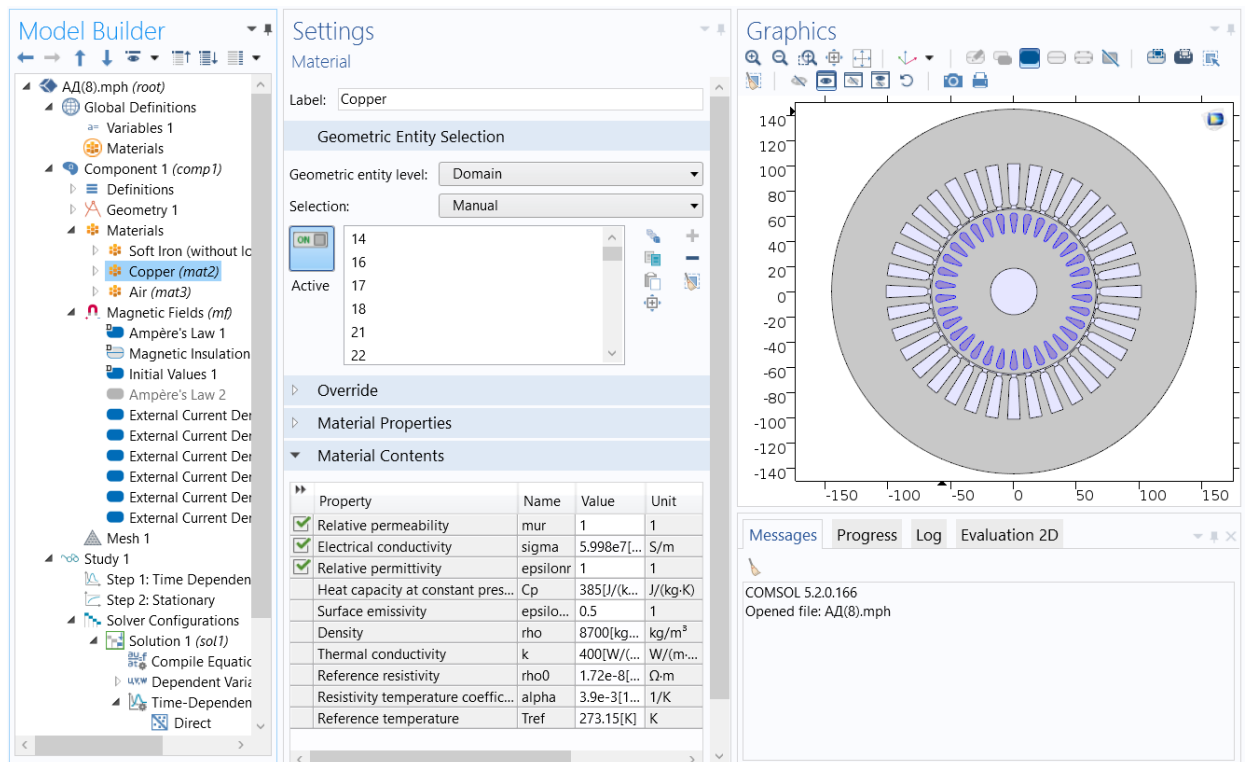 Model Builder
АД(8).mph (root)
Global Definitions
a= Variables 1
Materials
Component 1 (comp1)
Definitions
Geometry 1
Materials
Soft Iron (without lo
Copper (mat2)
Air (mat3)
Magnetic Fields (mf)
Ampère's Law 1
Magnetic Insulation
Initial Values 1
Ampère's Law 2
External Current Der
External Current Der
External Current Der
External Current Der
External Current Der
External Current Der
Mesh 1
Study 1
Step 1: Time Dependen
Step 2: Stationary
Solver Configurations
Solution 1 (sol1)
Compile Equatic
u,v,w Dependent Varia
Time-Dependen
Direct
Settings
Material
Label: Copper
Geometric Entity Selection
Geometric entity level: Domain
Selection: Manual
ON
Active
14
16
17
18
21
22
Override
Material Properties
Material Contents
Property Name Value Unit
Relative permeability mur 1 1
Electrical conductivity sigma 5.998e7[... S/m
Relative permittivity epsilonr 1 1
Heat capacity at constant pres... Cp 385[J/(k... J/(kg·K)
Surface emissivity epsilo... 0.5 1
Density rho 8700[kg... kg/m³
Thermal conductivity k 400[W/(... W/(m·...
Reference resistivity rho0 1.72e-8[... Ω·m
Resistivity temperature coeffic... alpha 3.9e-3[1... 1/K
Reference temperature Tref 273.15[K] K
Graphics
140
120
100
80
60
40
20
0
-20
-40
-60
-80
-100
-120
-140
-150 -100 -50 0 50 100 150
Messages Progress Log Evaluation 2D
COMSOL 5.2.0.166
Opened file: АД(8).mph